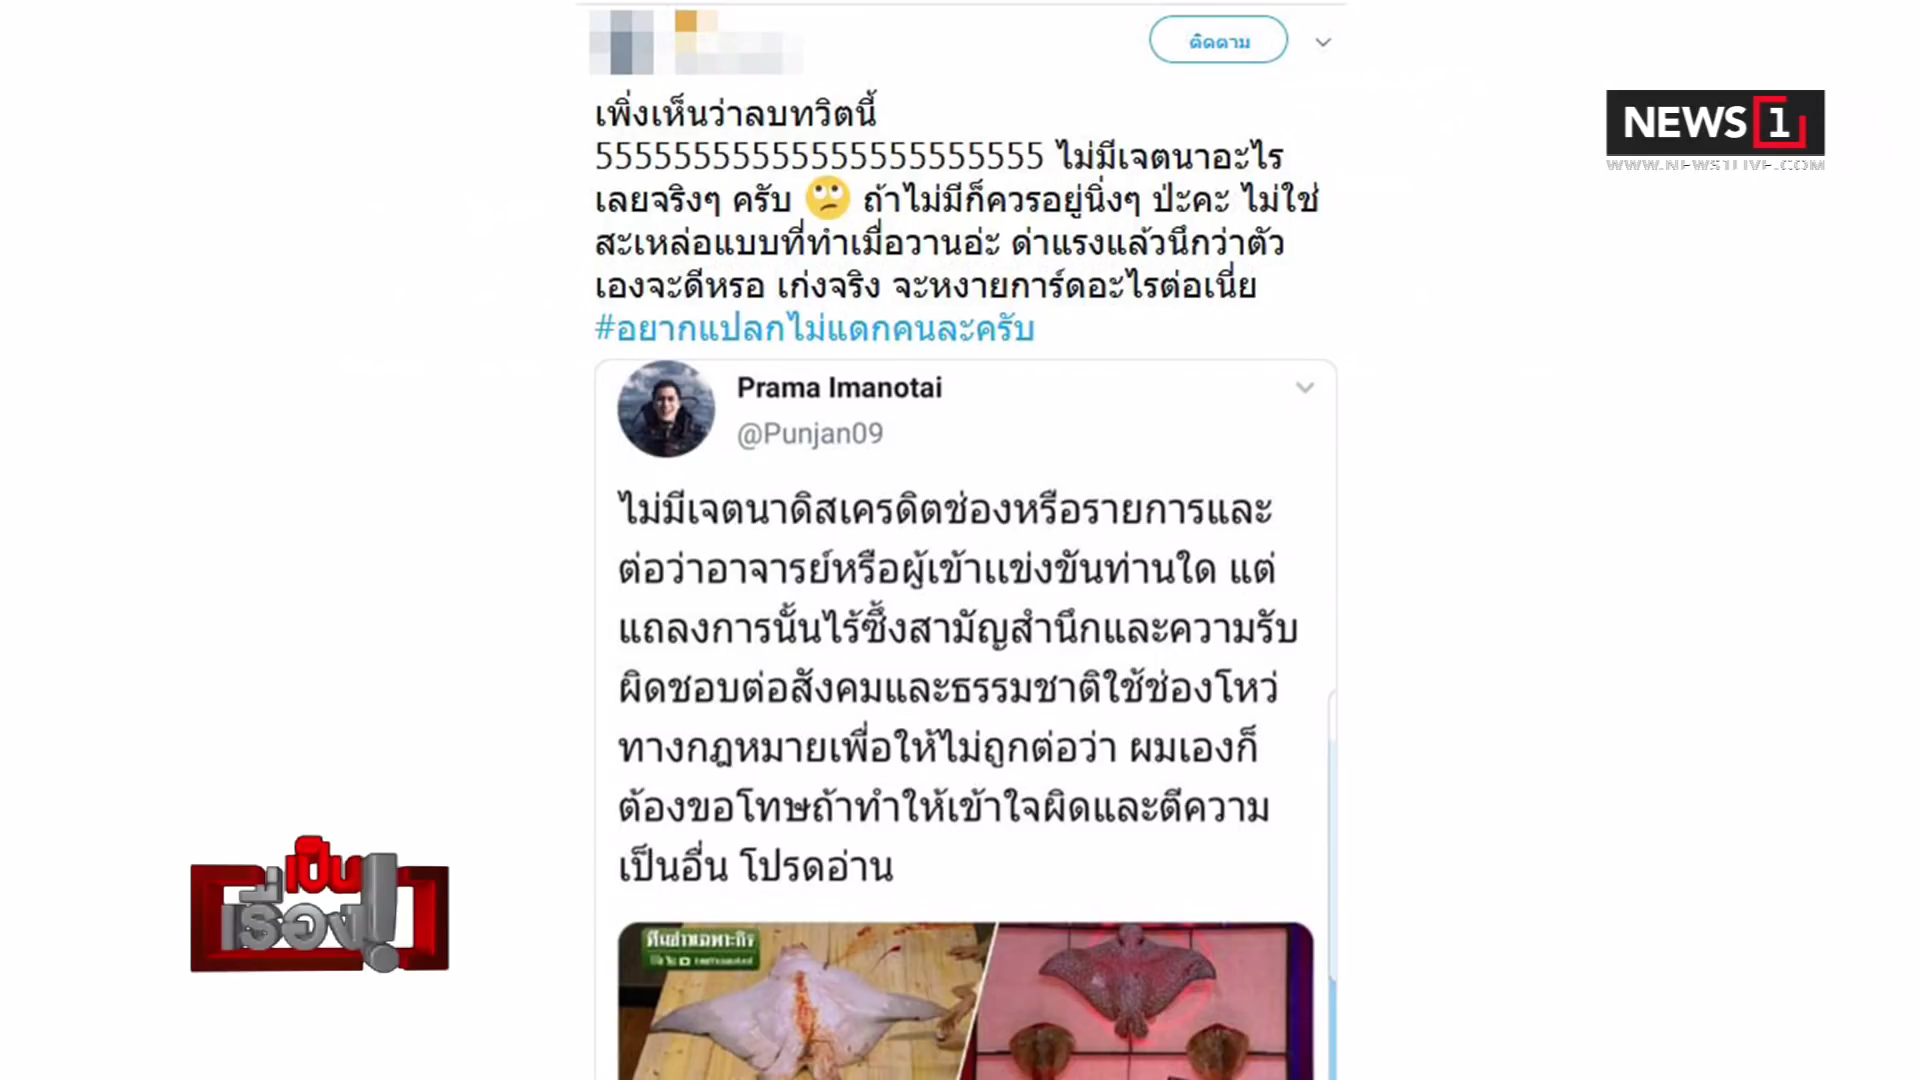 ติดตาม
เพิ่งเห็นว่าลบทวิตนี้
55555555555555555555555 ไม่มีเจตนาอะไร
เลยจริงๆ ครับ 🙄 ถ้าไม่มีก็ควรอยู่นิ่งๆ ป่ะคะ ไม่ใช่
สะเหล่อแบบที่ทำเมื่อวานอ่ะ ด่าแรงแล้วนึกว่าตัว
เองจะดีหรอ เก่งจริง จะหงายการ์ดอะไรต่อเนี่ย
#อยากแปลกไม่แดกคนละครับ
Prama Imanotai
@Punjan09
ไม่มีเจตนาดิสเครดิตช่องหรือรายการและ
ต่อว่าอาจารย์หรือผู้เข้าแข่งขันท่านใด แต่
แถลงการนั้นไร้ซึ้งสามัญสำนึกและความรับ
ผิดชอบต่อสังคมและธรรมชาติใช้ช่องโหว่
ทางกฎหมายเพื่อให้ไม่ถูกต่อว่า ผมเองก็
ต้องขอโทษถ้าทำให้เข้าใจผิดและตีความ
เป็นอื่น โปรดอ่าน
NEWS 1
WWW.NEWS1LIVE.COM
เป็น
เรื่อง!